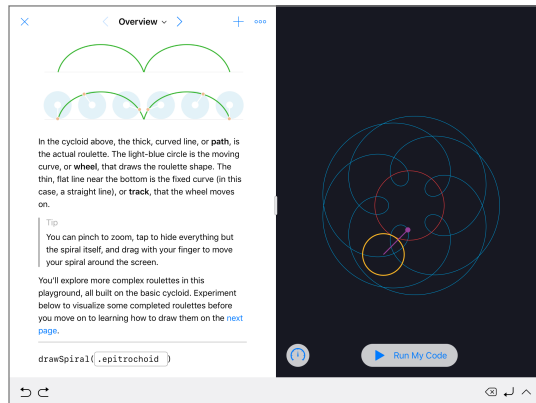 Overview
In the cycloid above, the thick, curved line, or path, is
the actual roulette. The light-blue circle is the moving
curve, or wheel, that draws the roulette shape. The
thin, flat line near the bottom is the fixed curve (in this
case, a straight line), or track, that the wheel moves
on.
Tip
You can pinch to zoom, tap to hide everything but
the spiral itself, and drag with your finger to move
your spiral around the screen.
You'll explore more complex roulettes in this
playground, all built on the basic cycloid. Experiment
below to visualize some completed roulettes before
you move on to learning how to draw them on the next
page.
drawSpiral(.epitrochoid)
Run My Code